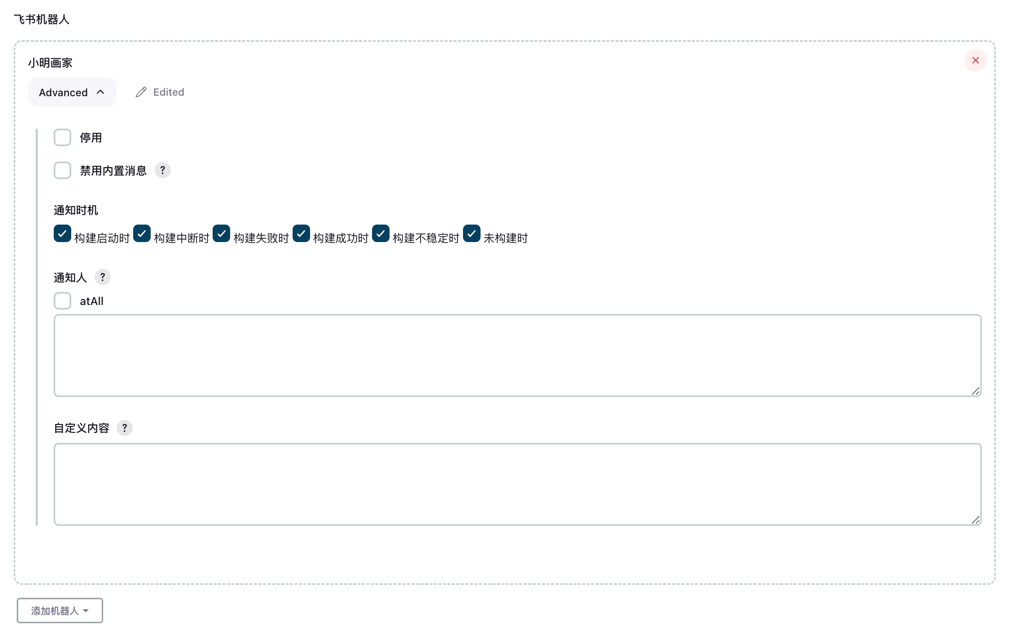 飞书机器人
小明画家
Advanced
Edited
停用
禁用内置消息 ?
通知时机
构建启动时 构建中断时 构建失败时 构建成功时 构建不稳定时 未构建时
通知人 ?
atAll
自定义内容 ?
添加机器人